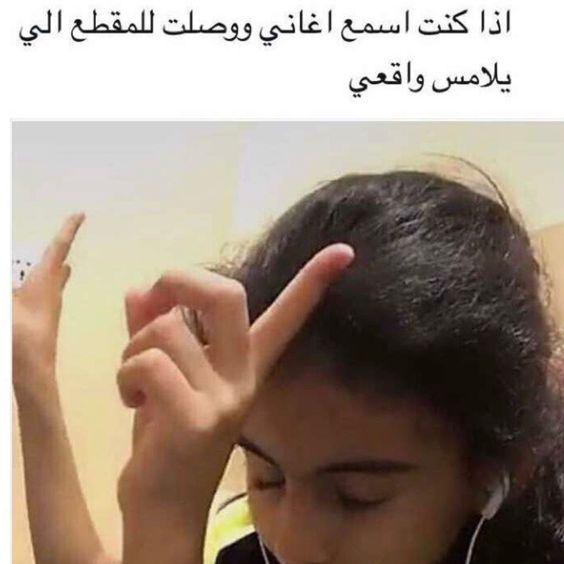 اذا كنت اسمع اغاني ووصلت للمقطع الي
يلامس واقعي